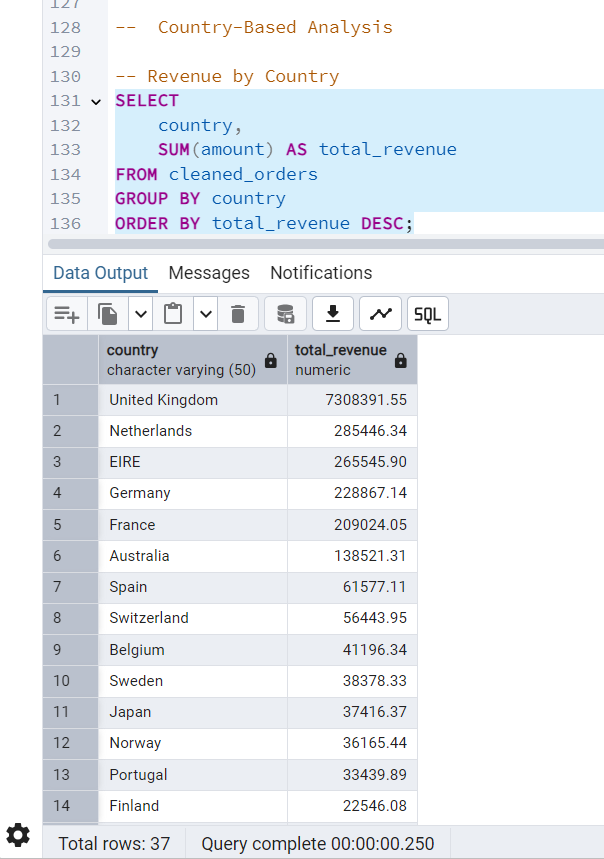 127
128 --  Country-Based Analysis
129
130 -- Revenue by Country
131 SELECT
132     country,
133     SUM(amount) AS total_revenue
134 FROM cleaned_orders
135 GROUP BY country
136 ORDER BY total_revenue DESC;
Data Output Messages Notifications
SQL
country total_revenue
character varying (50) numeric
1 United Kingdom 7308391.55
2 Netherlands 285446.34
3 EIRE 265545.90
4 Germany 228867.14
5 France 209024.05
6 Australia 138521.31
7 Spain 61577.11
8 Switzerland 56443.95
9 Belgium 41196.34
10 Sweden 38378.33
11 Japan 37416.37
12 Norway 36165.44
13 Portugal 33439.89
14 Finland 22546.08
Total rows: 37 Query complete 00:00:00.250